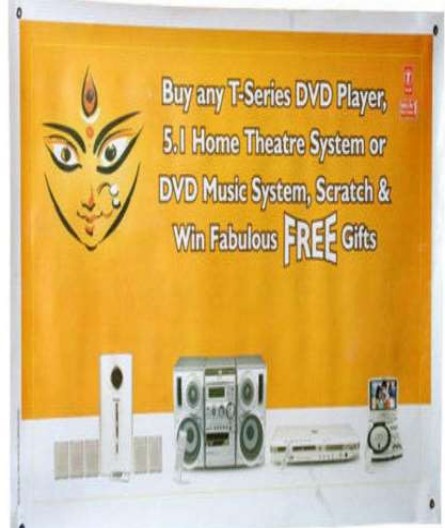 Buy any T-Series DVD Player,
5.1 Home Theatre System or
DVD Music System, Scratch &
Win Fabulous FREE Gifts